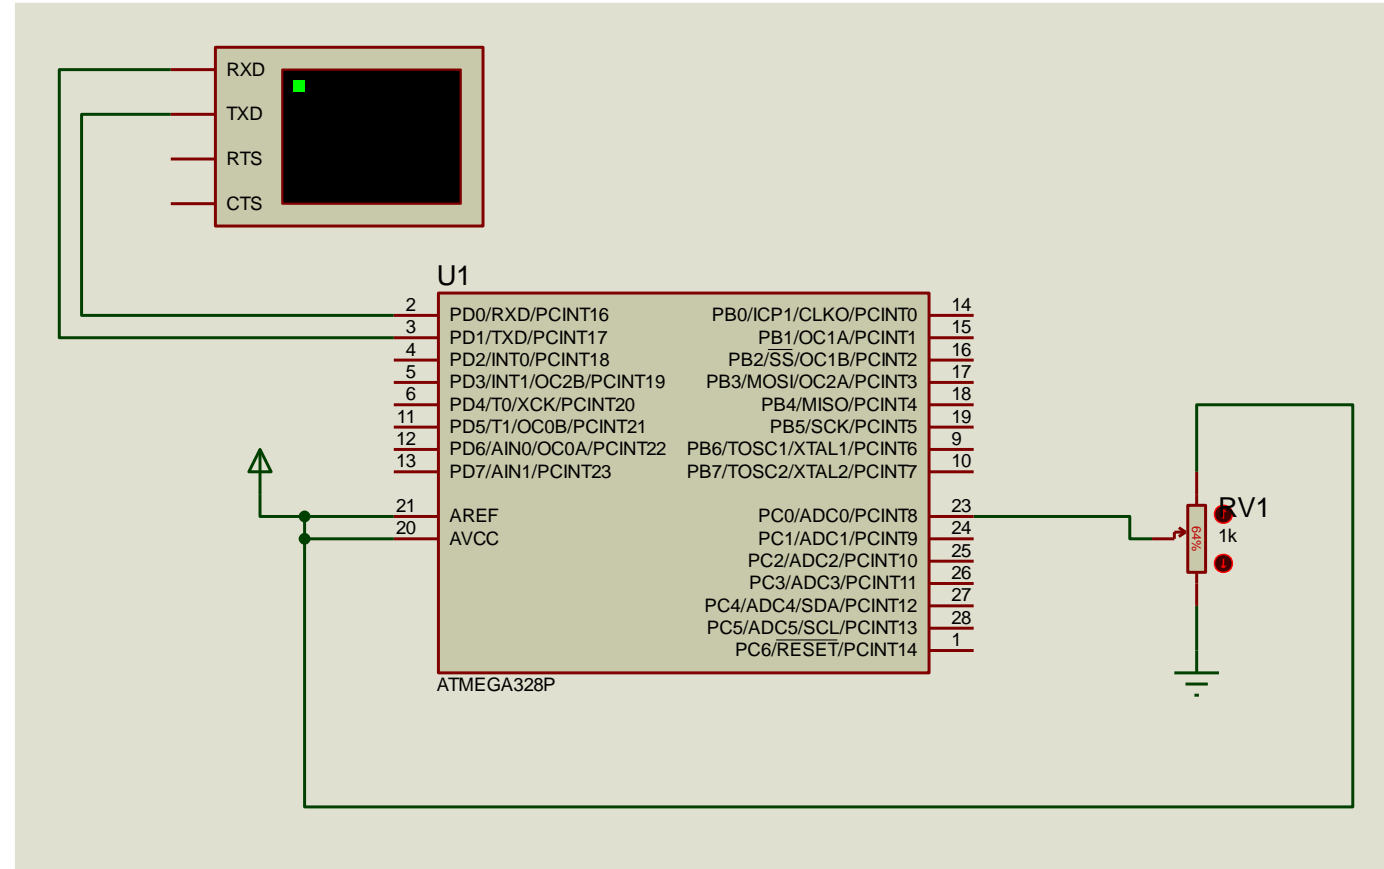 RXD
TXD
RTS
CTS
U1
2 PD0/RXD/PCINT16 PB0/ICP1/CLKO/PCINT0 14
3 PD1/TXD/PCINT17 PB1/OC1A/PCINT1 15
4 PD2/INT0/PCINT18 PB2/SS/OC1B/PCINT2 16
5 PD3/INT1/OC2B/PCINT19 PB3/MOSI/OC2A/PCINT3 17
6 PD4/T0/XCK/PCINT20 PB4/MISO/PCINT4 18
11 PD5/T1/OC0B/PCINT21 PB5/SCK/PCINT5 19
12 PD6/AIN0/OC0A/PCINT22 PB6/TOSC1/XTAL1/PCINT6 9
13 PD7/AIN1/PCINT23 PB7/TOSC2/XTAL2/PCINT7 10
21 AREF PC0/ADC0/PCINT8 23
20 AVCC PC1/ADC1/PCINT9 24
PC2/ADC2/PCINT10 25
PC3/ADC3/PCINT11 26
PC4/ADC4/SDA/PCINT12 27
PC5/ADC5/SCL/PCINT13 28
PC6/RESET/PCINT14 1
ATMEGA328P
RV1
1k
64%